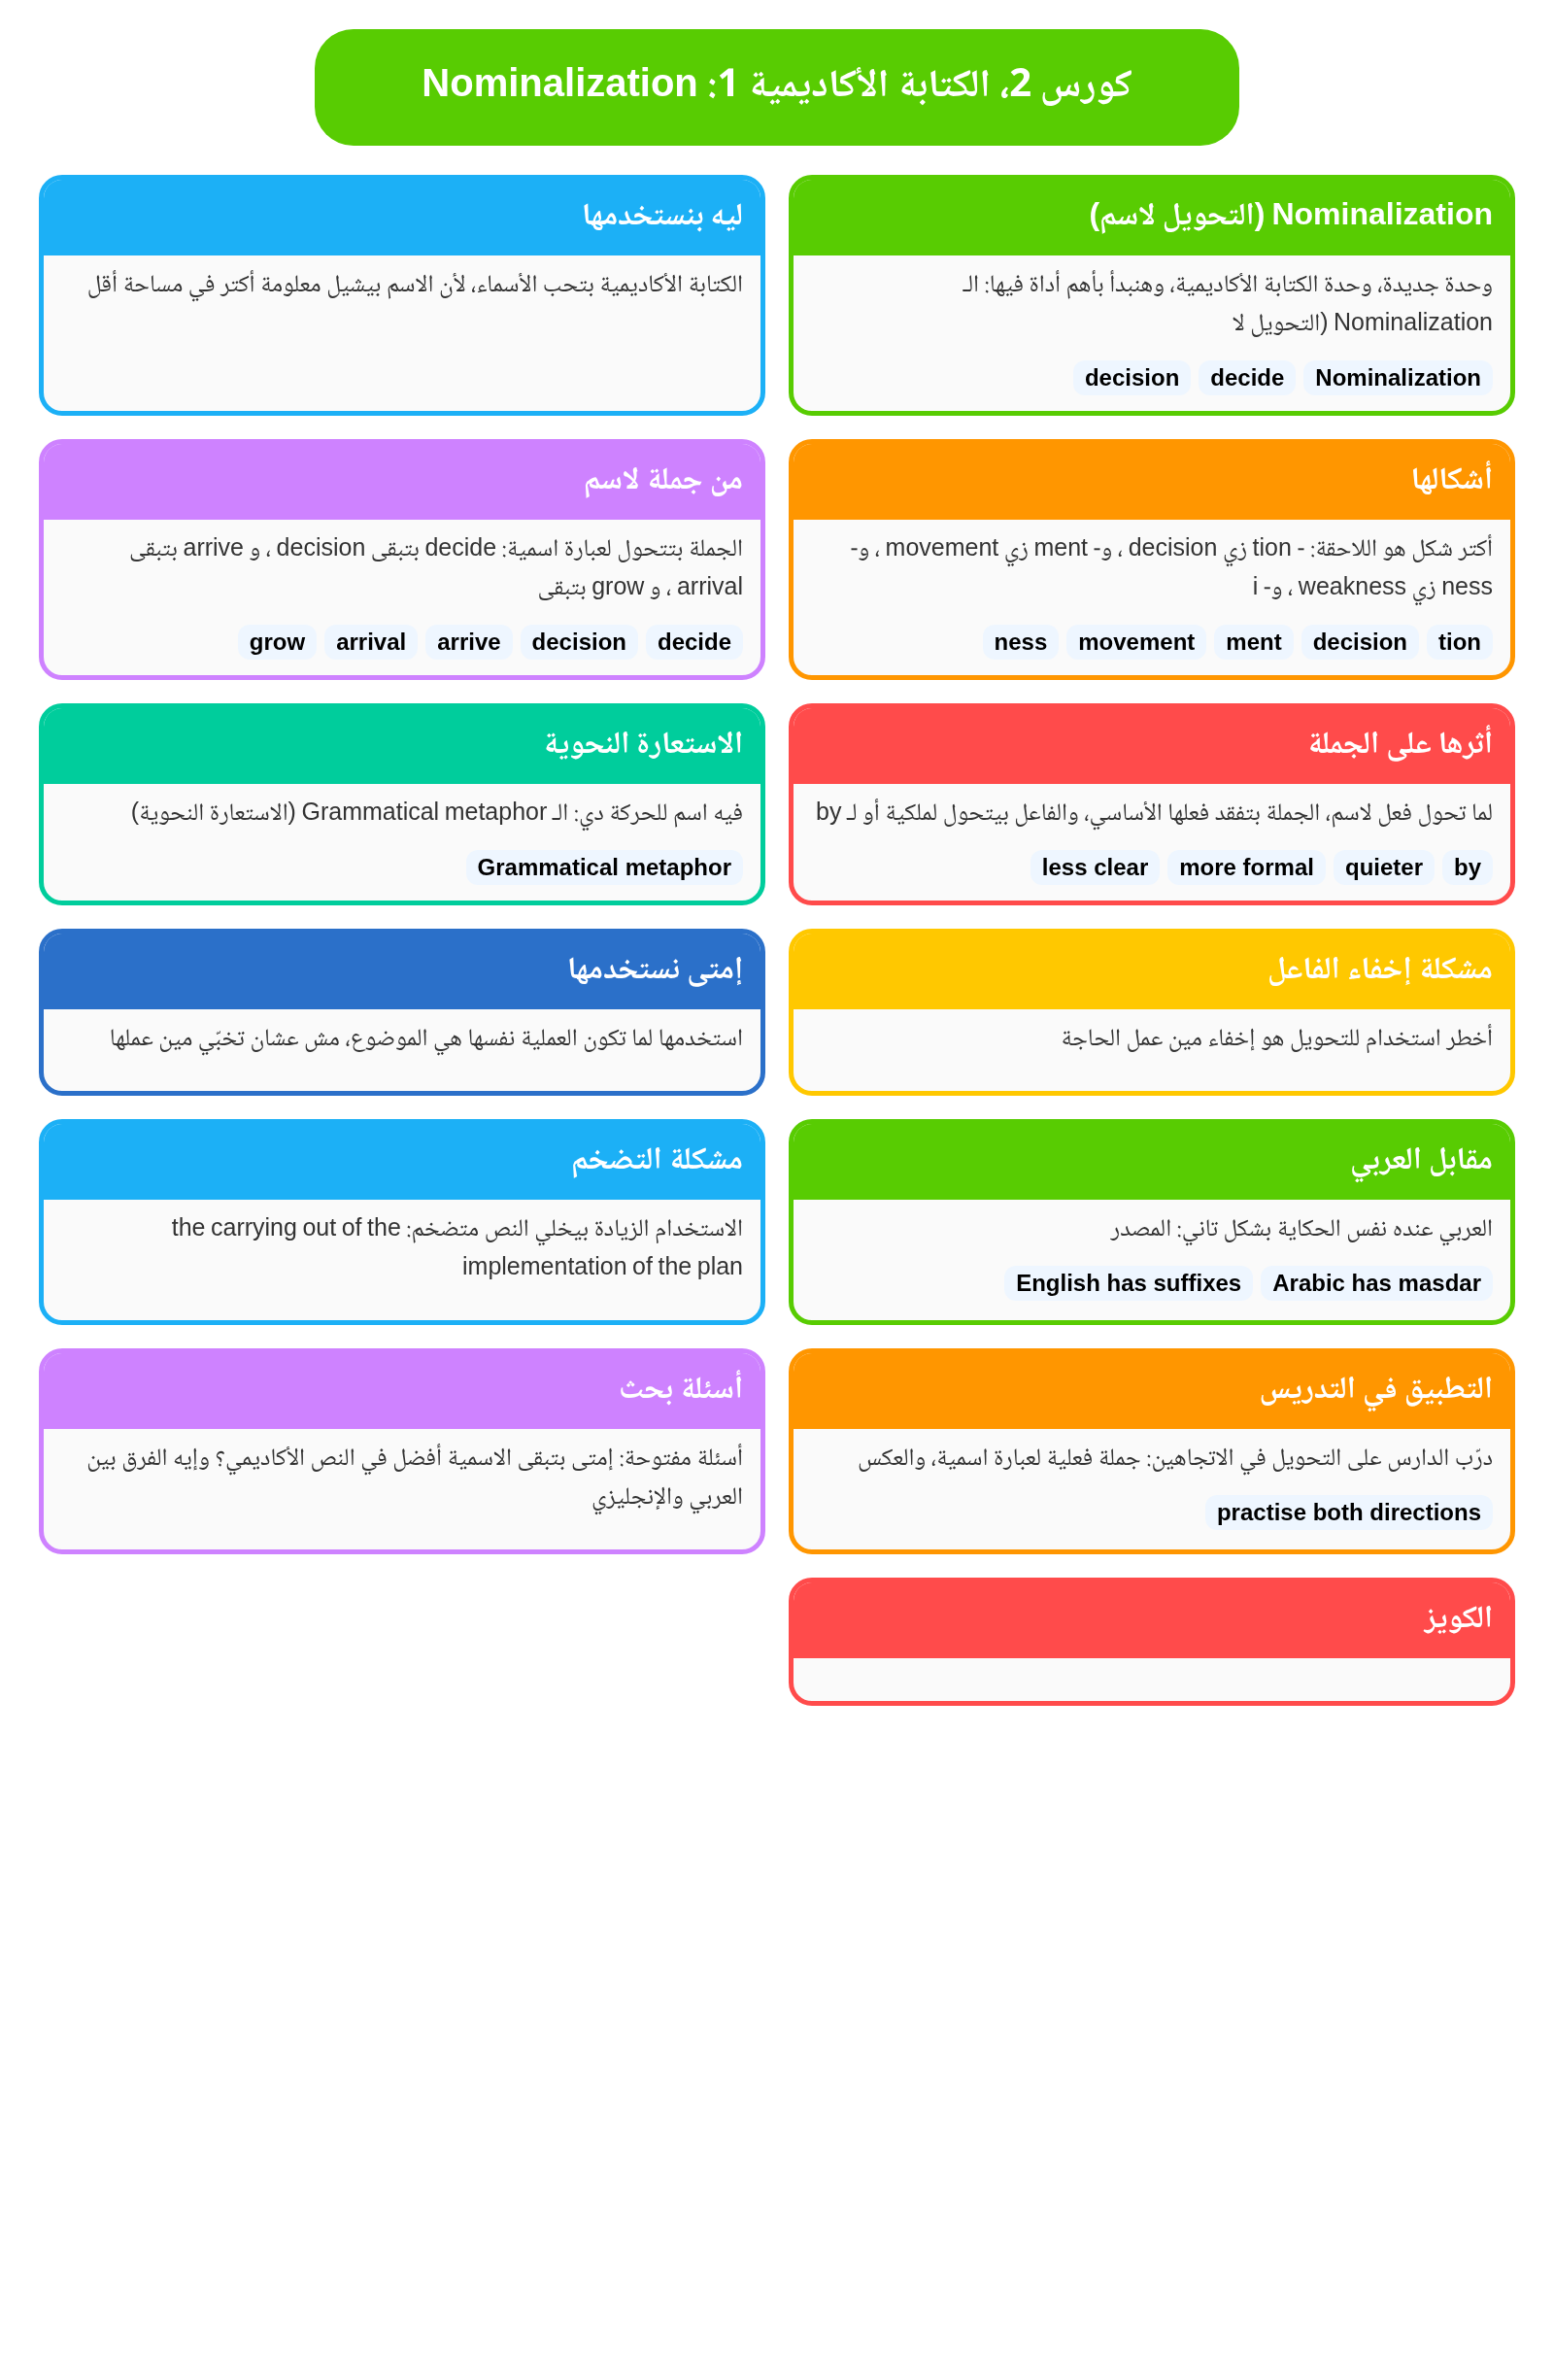 كورس 2، الكتابة الأكاديمية 1: Nominalization
Nominalization (التحويل لاسم)
وحدة جديدة، وحدة الكتابة الأكاديمية، وهنبدأ بأهم أداة فيها: الـ
Nominalization (التحويل لا
Nominalization decide decision
ليه بنستخدمها
الكتابة الأكاديمية بتحب الأسماء، لأن الاسم بيشيل معلومة أكتر في مساحة أقل
أشكالها
أكتر شكل هو اللاحقة: - tion زي decision ، و- ment زي movement ، و-
ness زي weakness ، و- i
tion decision ment movement ness
من جملة لاسم
الجملة بتتحول لعبارة اسمية: decide بتبقى decision ، و arrive بتبقى
arrival ، و grow بتبقى
decide decision arrive arrival grow
أثرها على الجملة
لما تحول فعل لاسم، الجملة بتفقد فعلها الأساسي، والفاعل بيتحول لملكية أو لـ by
by quieter more formal less clear
الاستعارة النحوية
فيه اسم للحركة دي: الـ Grammatical metaphor (الاستعارة النحوية)
Grammatical metaphor
مشكلة إخفاء الفاعل
أخطر استخدام للتحويل هو إخفاء مين عمل الحاجة
إمتى نستخدمها
استخدمها لما تكون العملية نفسها هي الموضوع، مش عشان تخبّي مين عملها
مقابل العربي
العربي عنده نفس الحكاية بشكل تاني: المصدر
Arabic has masdar English has suffixes
مشكلة التضخم
الاستخدام الزيادة بيخلي النص متضخم: the carrying out of the
implementation of the plan
التطبيق في التدريس
درّب الدارس على التحويل في الاتجاهين: جملة فعلية لعبارة اسمية، والعكس
practise both directions
أسئلة بحث
أسئلة مفتوحة: إمتى بتبقى الاسمية أفضل في النص الأكاديمي؟ وإيه الفرق بين
العربي والإنجليزي
الكويز